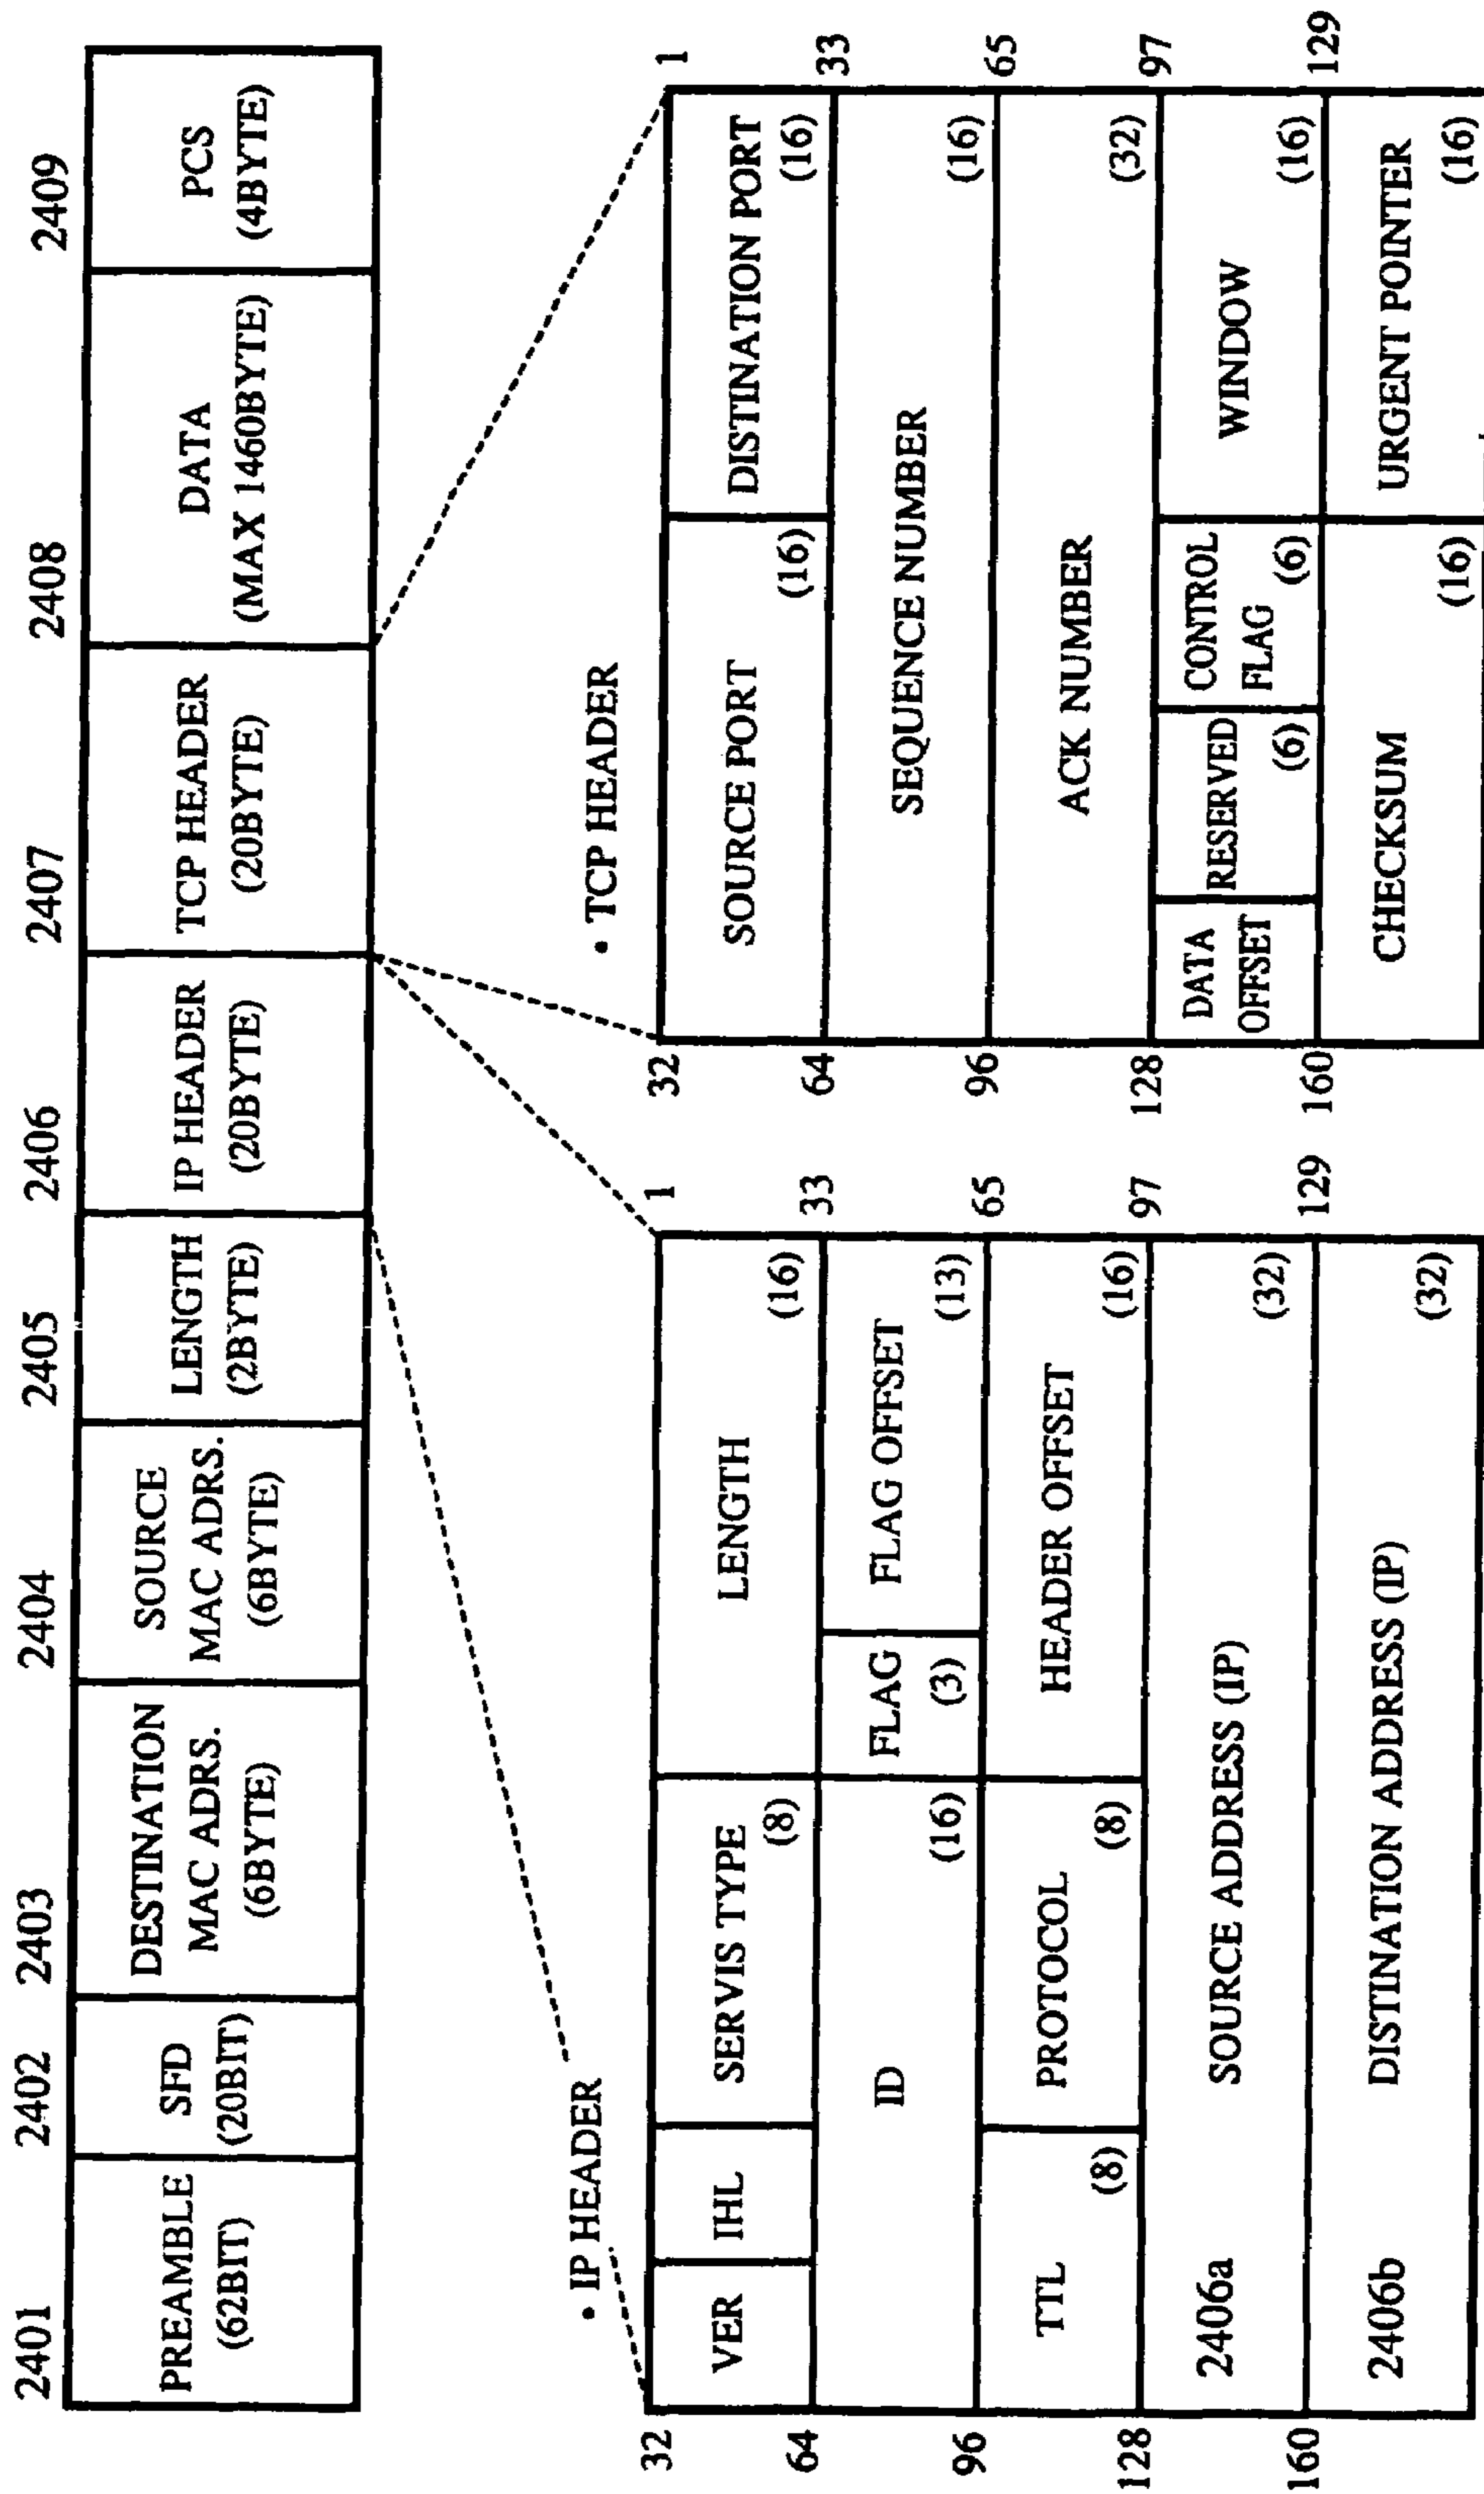 2401 2402 2403 2404 2405 2406 2407 2408 2409
PREAMBLE
(62BIT)
SFD
(20BIT)
DESTINATION
MAC ADRS.
(6BYTE)
SOURCE
MAC ADRS.
(6BYTE)
LENGTH
(2BYTE)
IP HEADER
(20BYTE)
TCP HEADER
(20BYTE)
DATA
(MAX 1460BYTE)
PCS
(4BYTE)
• IP HEADER
32
1
VER
IHL
SERVIS TYPE
(8)
LENGTH
(16)
64
33
ID
(16)
FLAG
(3)
FLAG OFFSET
(13)
96
65
TTL
(8)
PROTOCOL
(8)
HEADER OFFSET
(16)
128
97
2406a
SOURCE ADDRESS (IP)
(32)
160
129
2406b
DISTINATION ADDRESS (IP)
(32)
• TCP HEADER
32
1
SOURCE PORT
(16)
DISTINATION PORT
(16)
64
33
SEQUENCE NUMBER
(16)
96
65
ACK NUMBER
(32)
128
97
DATA
OFFSET
RESERVED
(6)
CONTROL
FLAG
(6)
WINDOW
(16)
160
129
CHECKSUM
(16)
URGENT POINTER
(16)